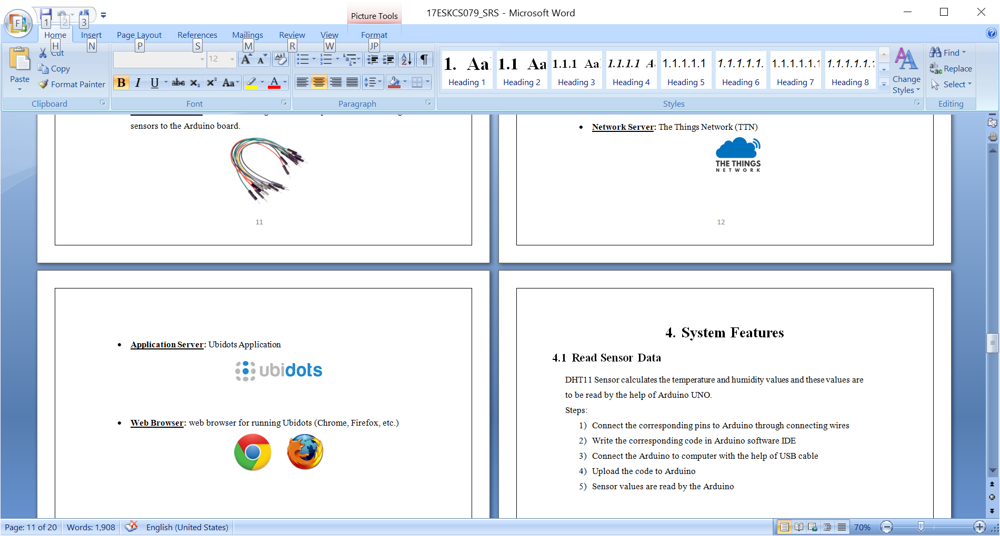 17ESKCS079_SRS - Microsoft Word
Picture Tools
F
1
2
3
Home
Insert
Page Layout
References
Mailings
Review
View
Format
H
N
P
S
M
R
W
JP
Paste
Cut
Copy
Format Painter
Clipboard
12
B I U abc X₂ X² Aa A
Font
Paragraph
1. Aa
1.1 Aa
1.1.1 Aa
1.1.1.1 A
1.1.1.1.1
1.1.1.1.1.
1.1.1.1.1.1
1.1.1.1.1.1
Heading 1
Heading 2
Heading 3
Heading 4
Heading 5
Heading 6
Heading 7
Heading 8
Styles
Change
Styles
Find
Replace
Select
Editing
sensors to the Arduino board.
11
• Network Server: The Things Network (TTN)
THE THINGS
NETWORK
12
• Application Server: Ubidots Application
ubidots
• Web Browser: web browser for running Ubidots (Chrome, Firefox, etc.)
4. System Features
4.1 Read Sensor Data
DHT11 Sensor calculates the temperature and humidity values and these values are
to be read by the help of Arduino UNO.
Steps:
1) Connect the corresponding pins to Arduino through connecting wires
2) Write the corresponding code in Arduino software IDE
3) Connect the Arduino to computer with the help of USB cable
4) Upload the code to Arduino
5) Sensor values are read by the Arduino
Page: 11 of 20
Words: 1,908
English (United States)
70%